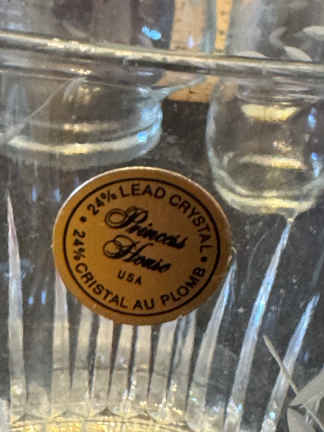 24% LEAD CRYSTAL
Princess
House
USA
24% CRISTAL AU PLOMB